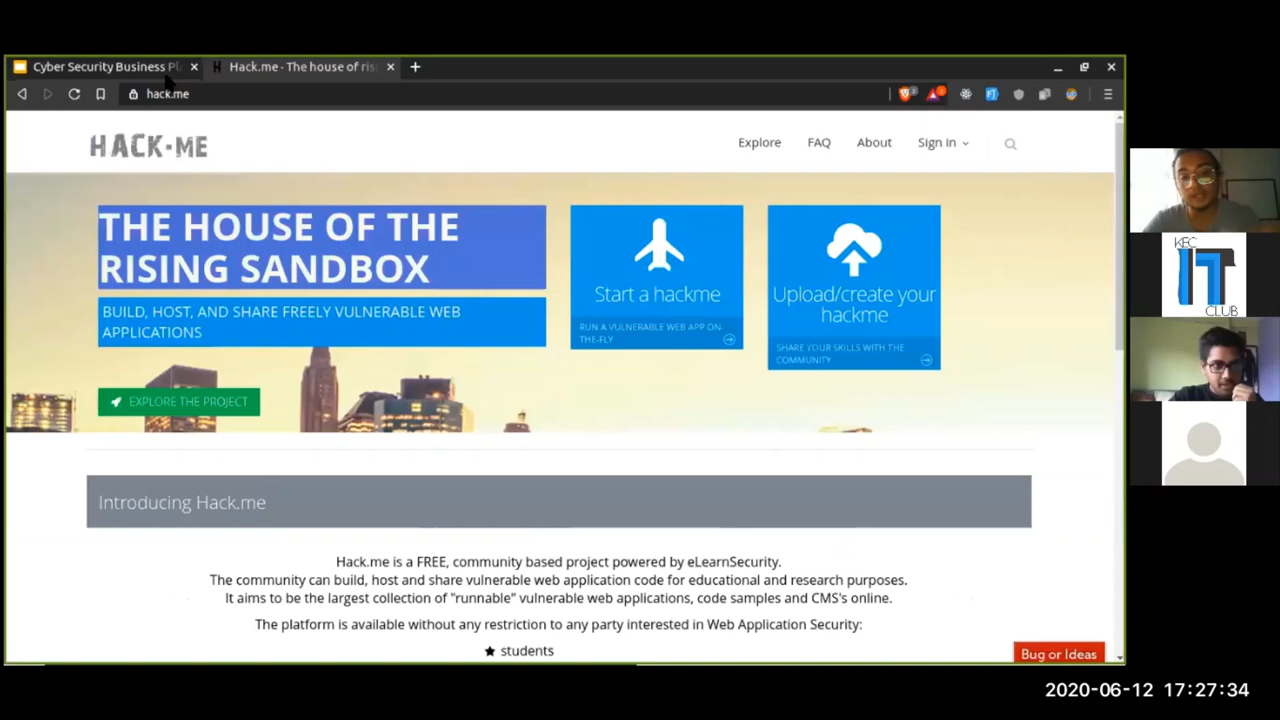 Cyber Security Business Pl
Hack.me - The house of ris
hack.me
HACK·ME
Explore
FAQ
About
Sign in
THE HOUSE OF THE
RISING SANDBOX
BUILD, HOST, AND SHARE FREELY VULNERABLE WEB
APPLICATIONS
EXPLORE THE PROJECT
Start a hackme
RUN A VULNERABLE WEB APP ON-
THE-FLY
Upload/create your
hackme
SHARE YOUR SKILLS WITH THE
COMMUNITY
Introducing Hack.me
Hack.me is a FREE, community based project powered by eLearnSecurity.
The community can build, host and share vulnerable web application code for educational and research purposes.
It aims to be the largest collection of "runnable" vulnerable web applications, code samples and CMS's online.
The platform is available without any restriction to any party interested in Web Application Security:
students
Bug or Ideas
KEC
IT
CLUB
2020-06-12 17:27:34